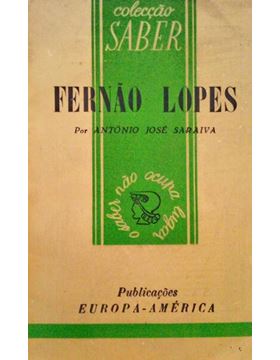 colecção
SABER
FERNÃO LOPES
Por ANTÓNIO JOSÉ SARAIVA
o saber não ocupa lugar
Publicações
EUROPA-AMÉRICA